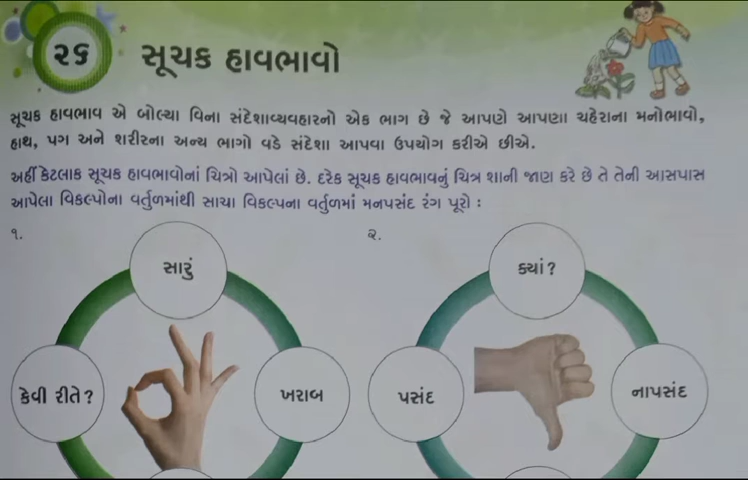 ૨૬ સૂચક હાવભાવો
સૂચક હાવભાવ એ બોલ્યા વિના સંદેશાવ્યવહારનો એક ભાગ છે જે આપણે આપણા ચહેરાના મનોભાવો,
હાથ, પગ અને શરીરના અન્ય ભાગો વડે સંદેશા આપવા ઉપયોગ કરીએ છીએ.
અહીં કેટલાક સૂચક હાવભાવોનાં ચિત્રો આપેલાં છે. દરેક સૂચક હાવભાવનું ચિત્ર શાની જાણ કરે છે તે તેની આસપાસ
આપેલા વિકલ્પોના વર્તુળમાંથી સાચા વિકલ્પના વર્તુળમાં મનપસંદ રંગ પૂરો :
૧.
સારું
કેવી રીતે?
ખરાબ
૨.
ક્યાં?
પસંદ
નાપસંદ